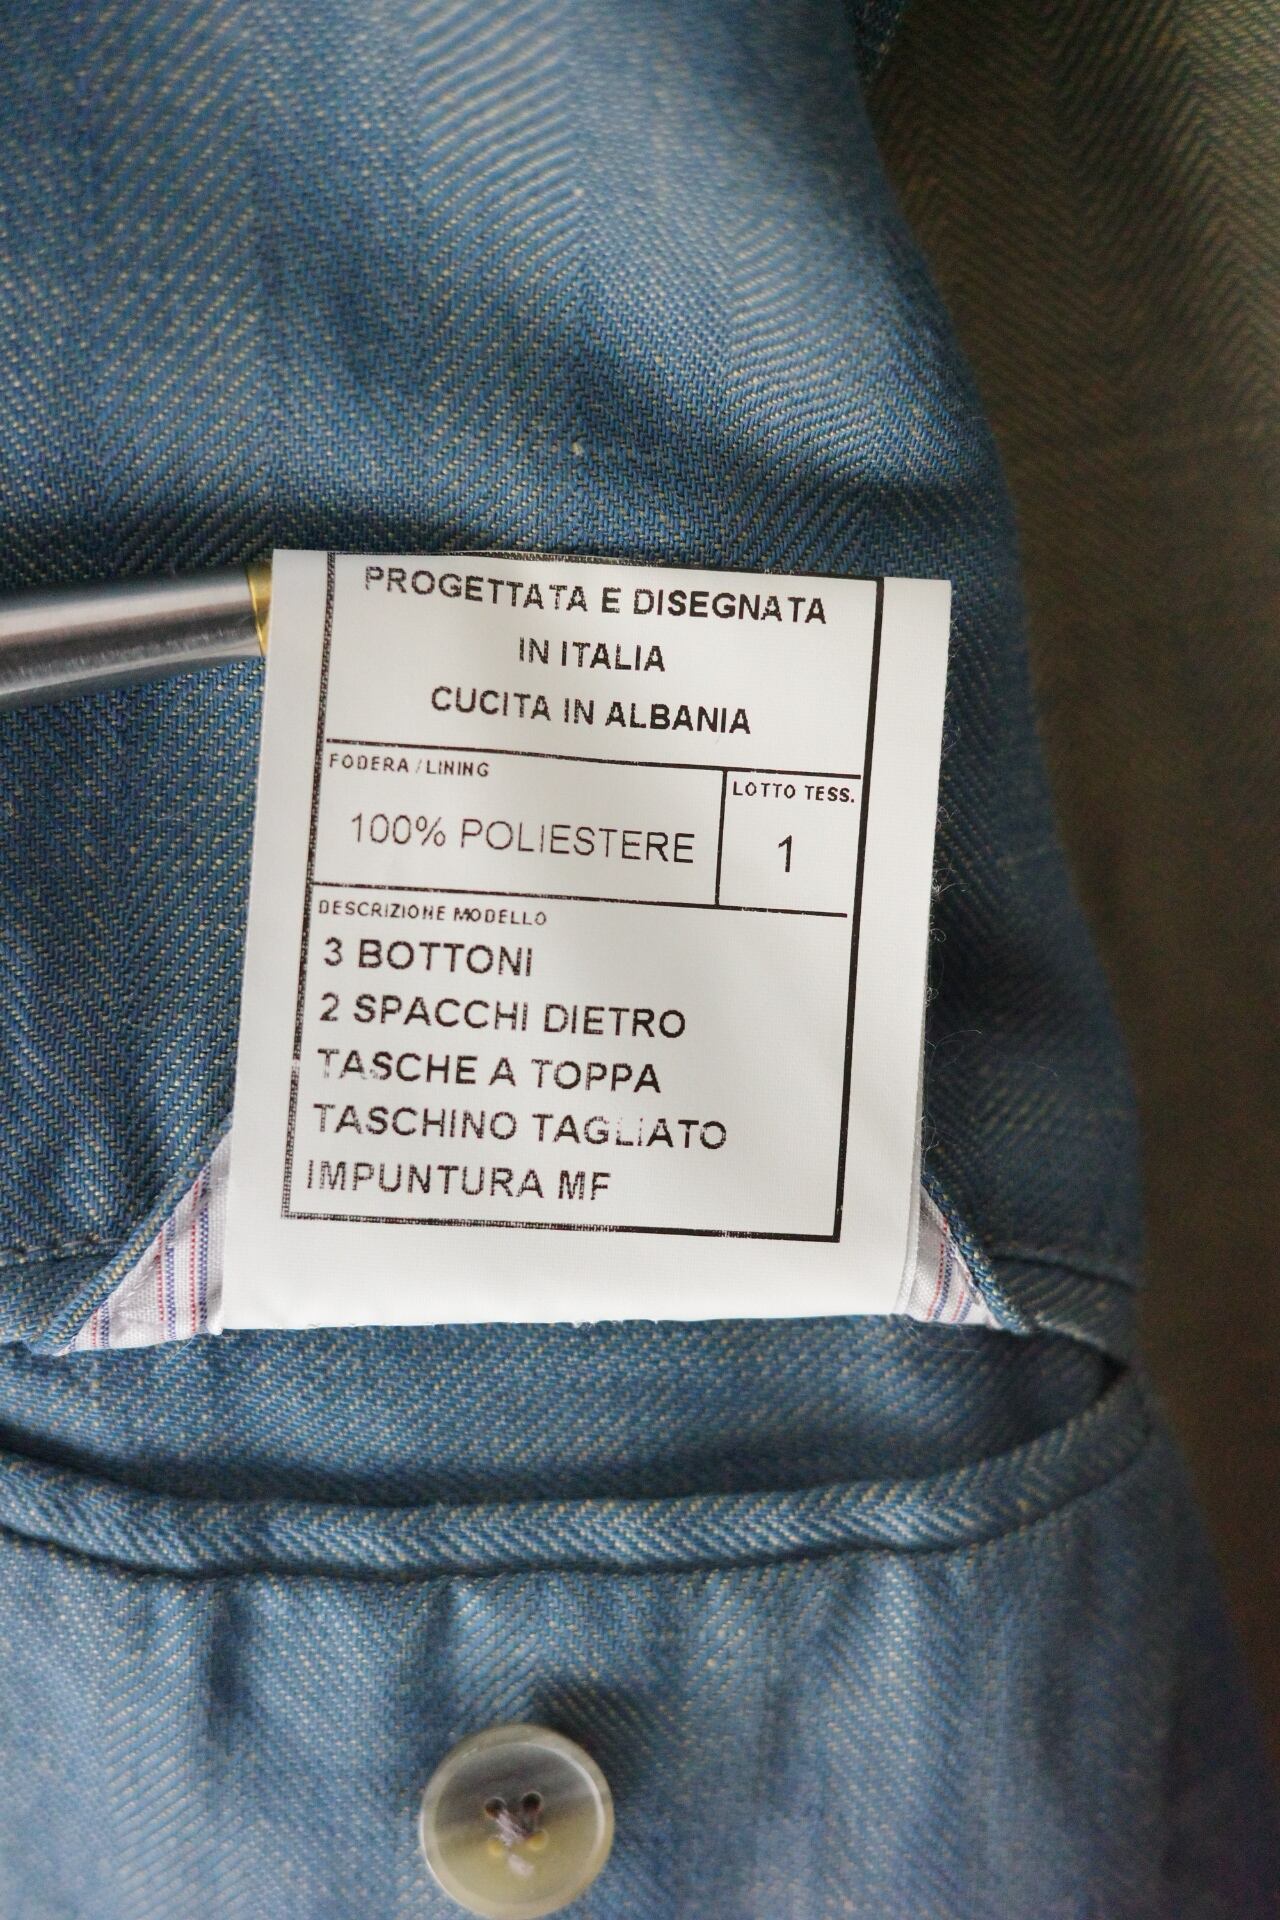 PROGETTATA E DISEGNATA
IN ITALIA
CUCITA IN ALBANIA
FODERA / LINING
LOTTO TESS.
100% POLIESTERE
1
DESCRIZIONE MODELLO
3 BOTTONI
2 SPACCHI DIETRO
TASCHE A TOPPA
TASCHINO TAGLIATO
IMPUNTURA MF